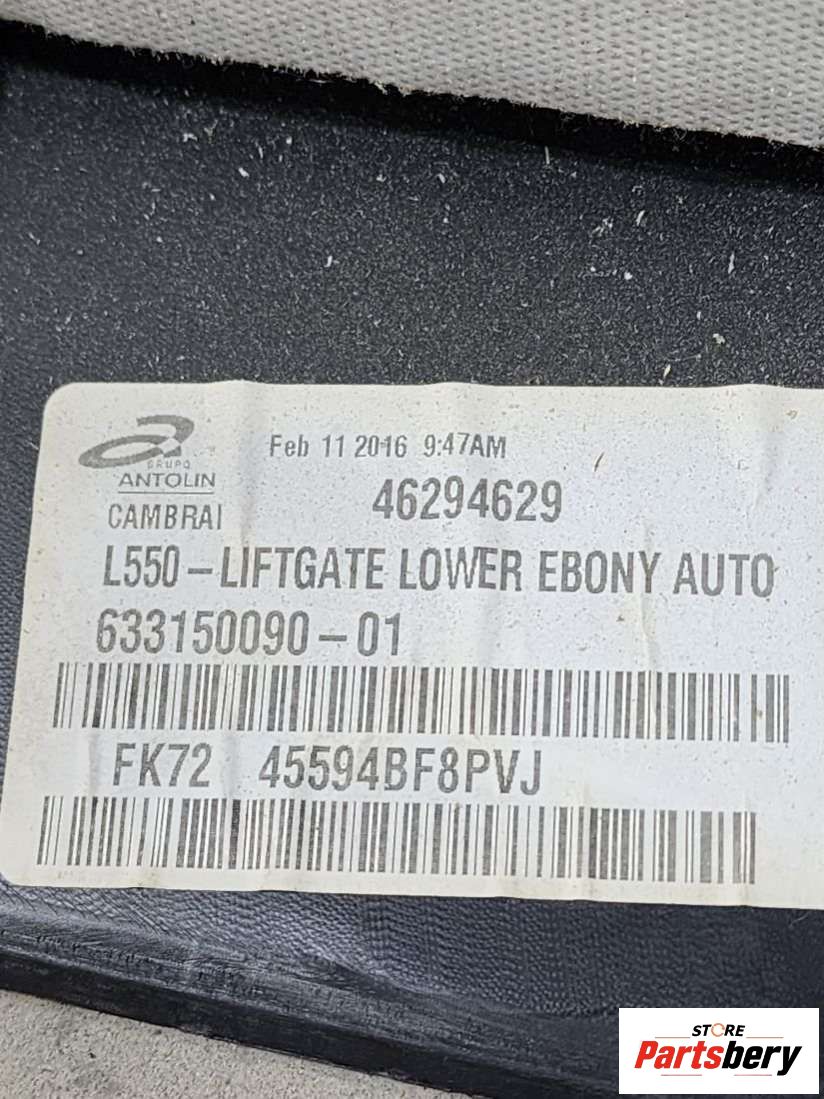 GRUPO
ANTOLIN
CAMBRAI
Feb 11 2016 9:47AM
46294629
L550-LIFTGATE LOWER EBONY AUTO
633150090-01
FK72 45594BF8PVJ
STORE
Partsbery